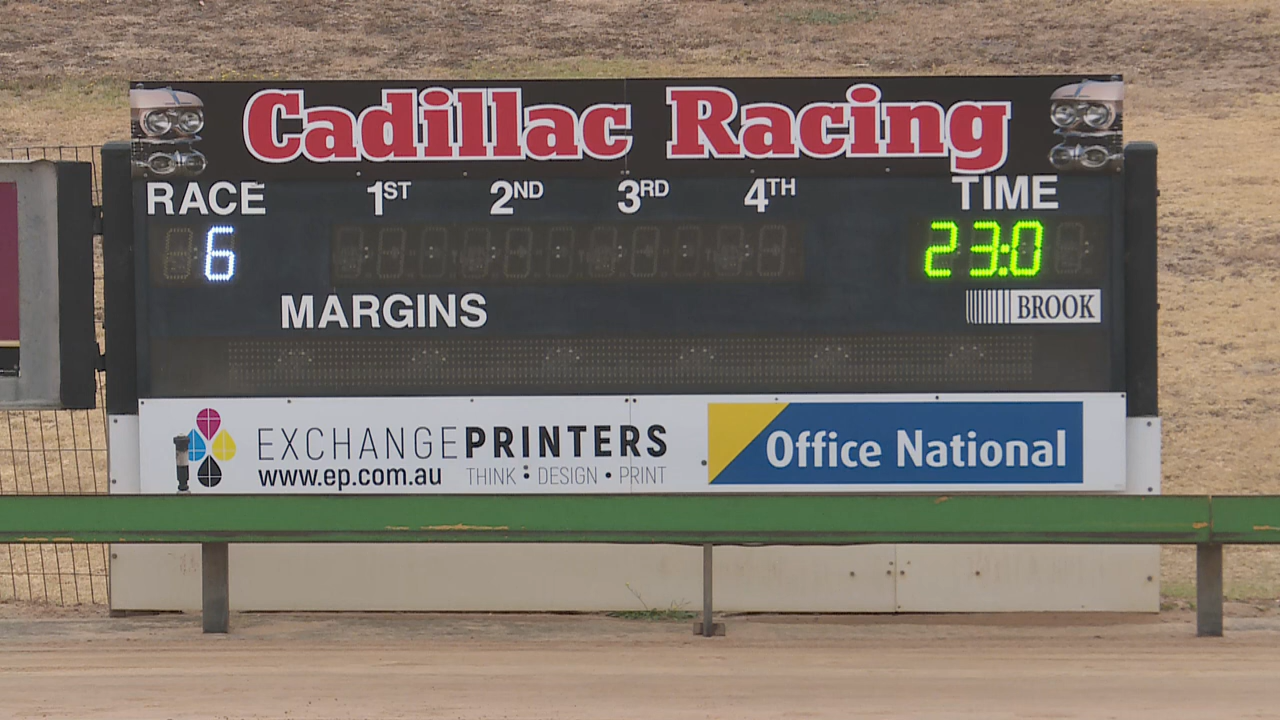 Cadillac Racing
RACE 1ST 2ND 3RD 4TH TIME
6 23:0
MARGINS
BROOK
EXCHANGEPRINTERS
www.ep.com.au THINK • DESIGN • PRINT
Office National